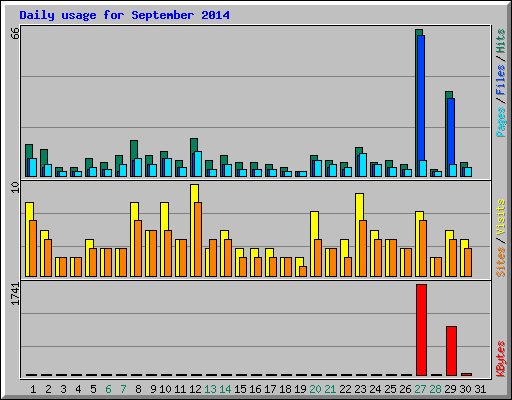 Daily usage for September 2014
66
Pages / Files / Hits
10
Sites / Visits
1741
KBytes
1 2 3 4 5 6 7 8 9 10 11 12 13 14 15 16 17 18 19 20 21 22 23 24 25 26 27 28 29 30 31